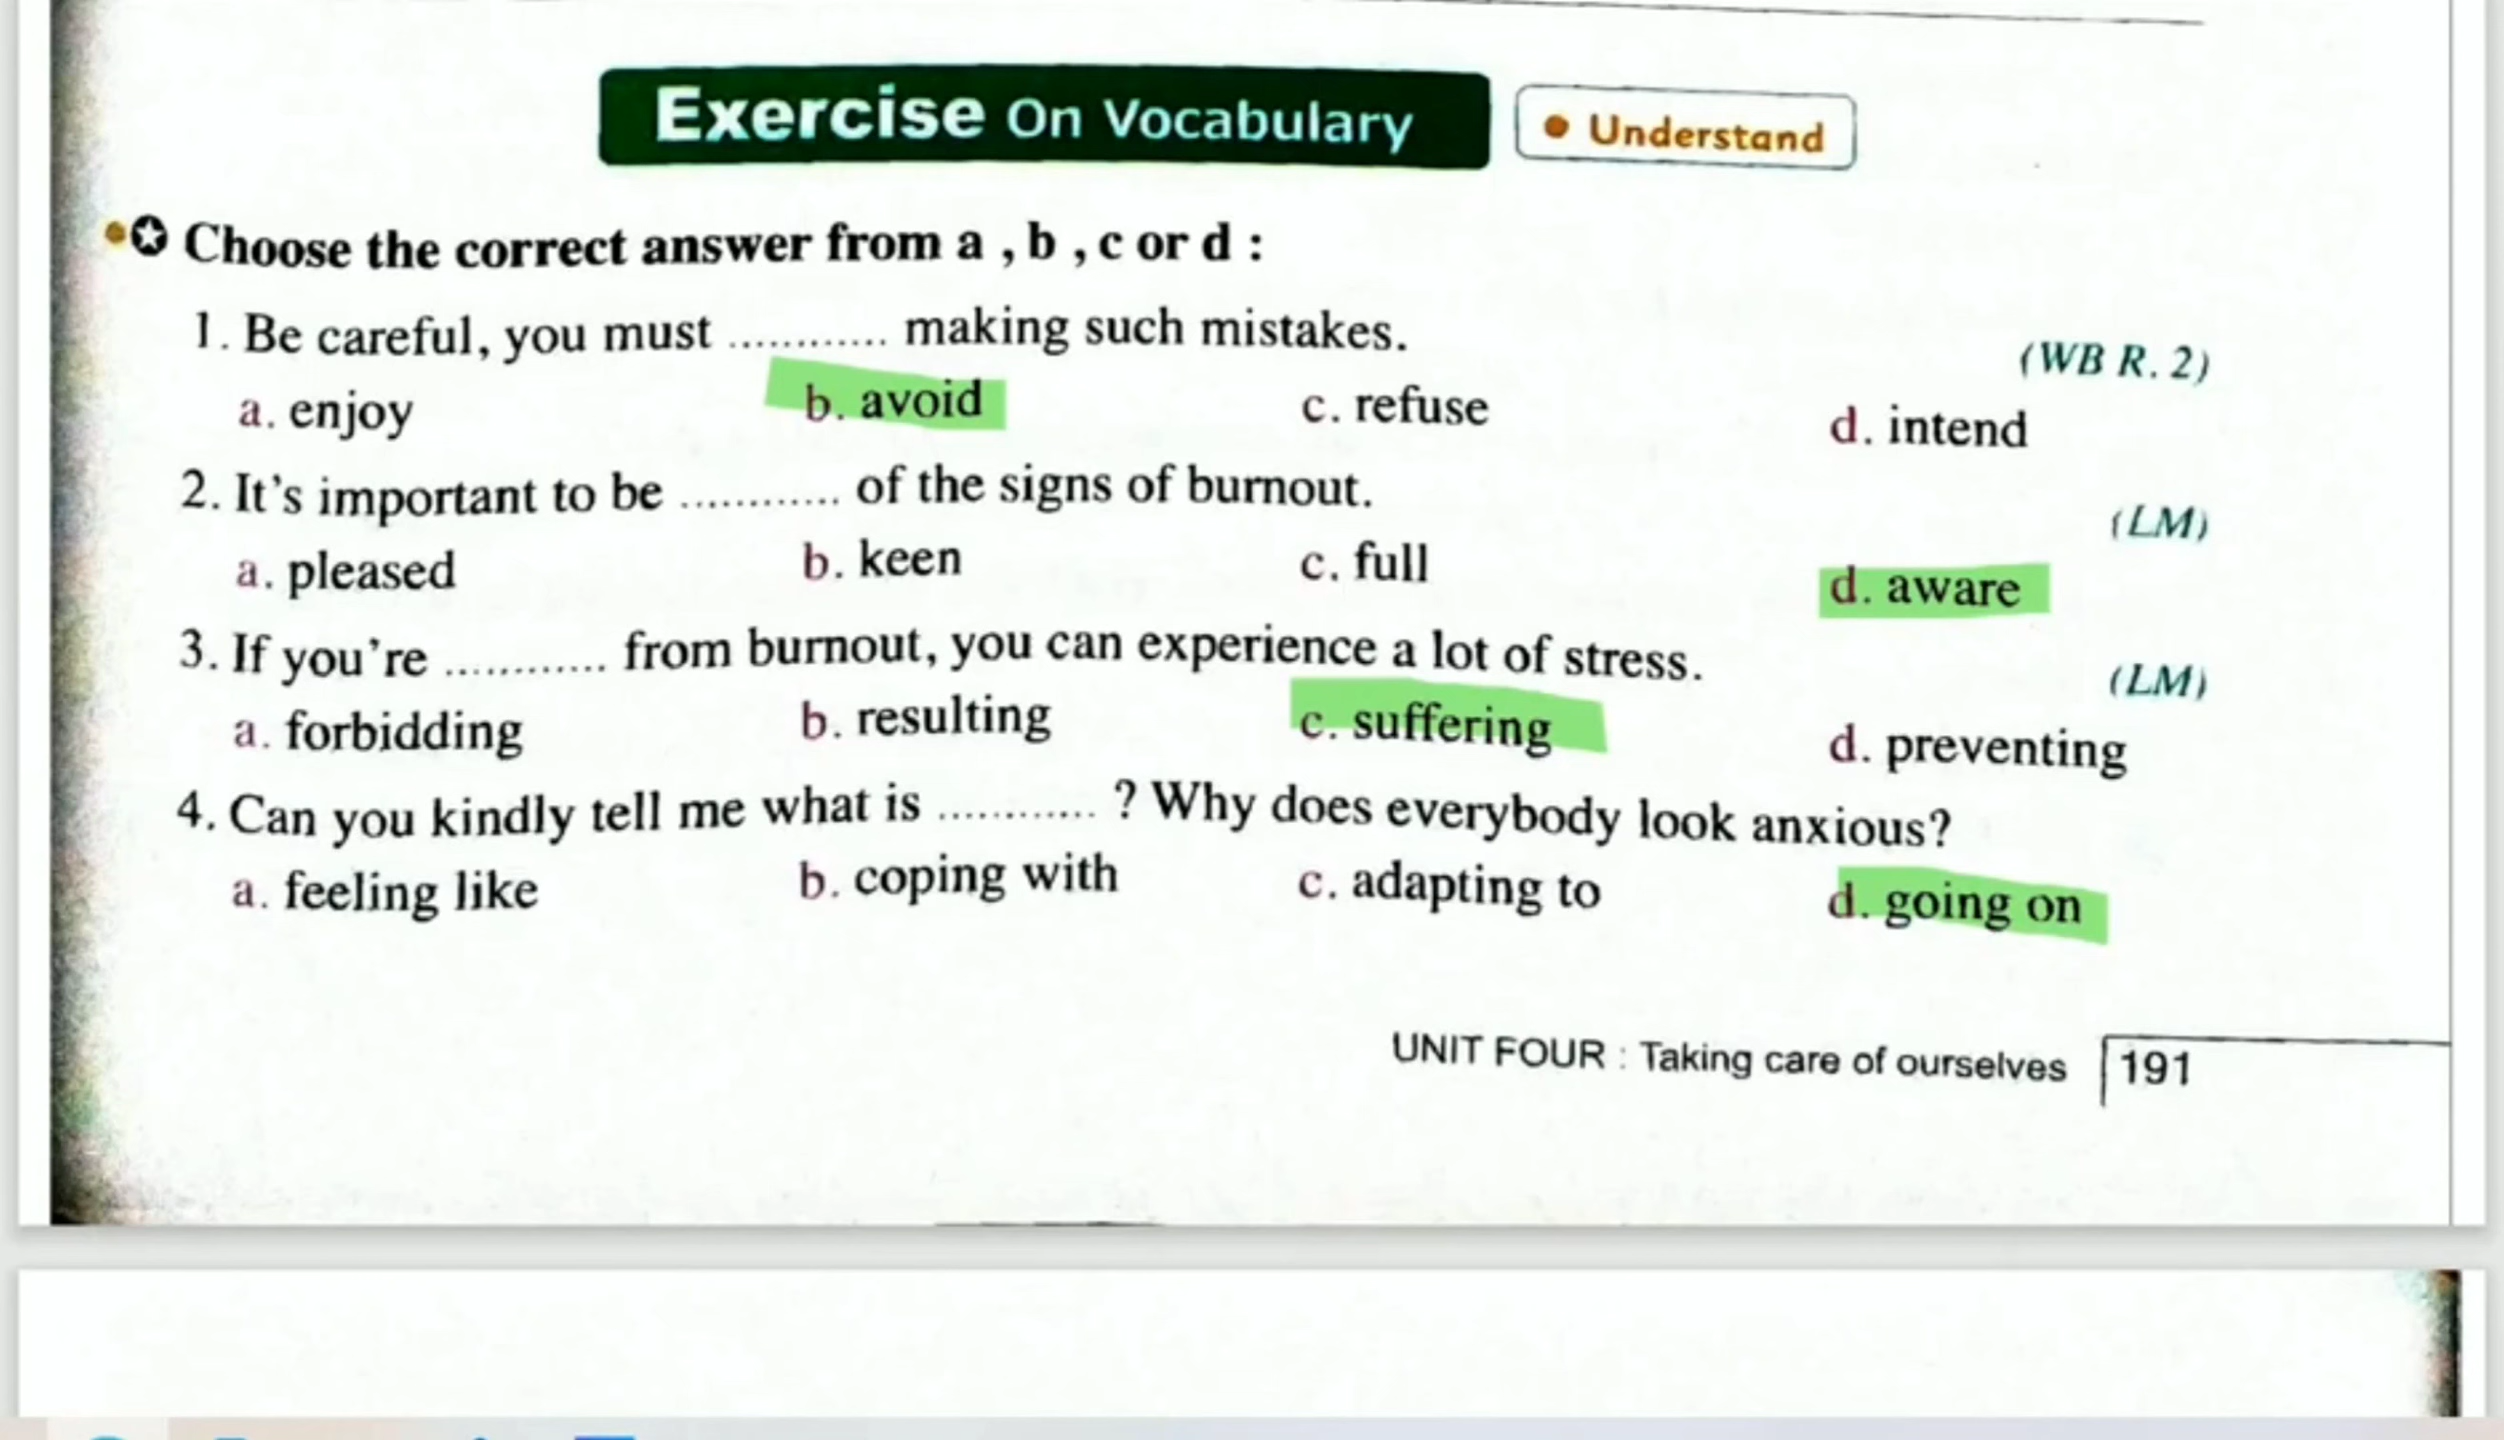 Exercise On Vocabulary
• Understand
Choose the correct answer from a , b , c or d :
1. Be careful, you must ............ making such mistakes.
(WB R. 2)
a. enjoy b. avoid c. refuse d. intend
2. It's important to be ............ of the signs of burnout.
(LM)
a. pleased b. keen c. full d. aware
3. If you're ............ from burnout, you can experience a lot of stress.
(LM)
a. forbidding b. resulting c. suffering d. preventing
4. Can you kindly tell me what is ............ ? Why does everybody look anxious?
a. feeling like b. coping with c. adapting to d. going on
UNIT FOUR : Taking care of ourselves 191